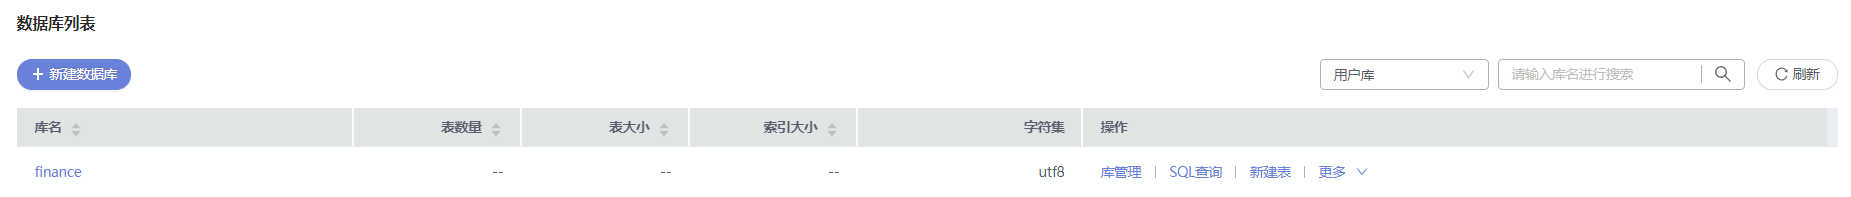 数据库列表
+ 新建数据库
用户库 请输入库名进行搜索 刷新
库名 表数量 表大小 索引大小 字符集 操作
finance -- -- -- utf8 库管理 | SQL查询 | 新建表 | 更多